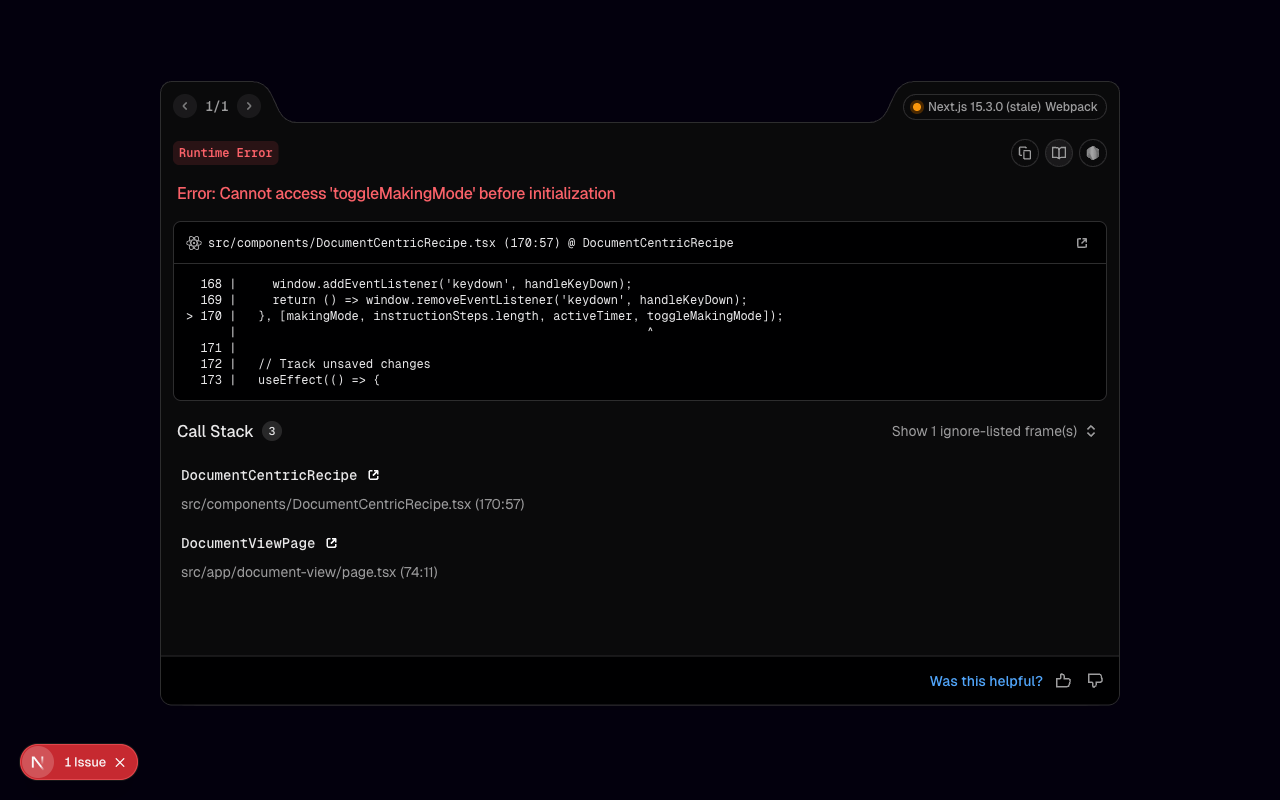 1/1
Next.js 15.3.0 (stale) Webpack
Runtime Error
Error: Cannot access 'toggleMakingMode' before initialization
src/components/DocumentCentricRecipe.tsx (170:57) @ DocumentCentricRecipe
168 |     window.addEventListener('keydown', handleKeyDown);
169 |     return () => window.removeEventListener('keydown', handleKeyDown);
> 170 |   }, [makingMode, instructionSteps.length, activeTimer, toggleMakingMode]);
|                                                          ^
171 |
172 |   // Track unsaved changes
173 |   useEffect(() => {
Call Stack 3
Show 1 ignore-listed frame(s)
DocumentCentricRecipe
src/components/DocumentCentricRecipe.tsx (170:57)
DocumentViewPage
src/app/document-view/page.tsx (74:11)
Was this helpful?
N 1 Issue